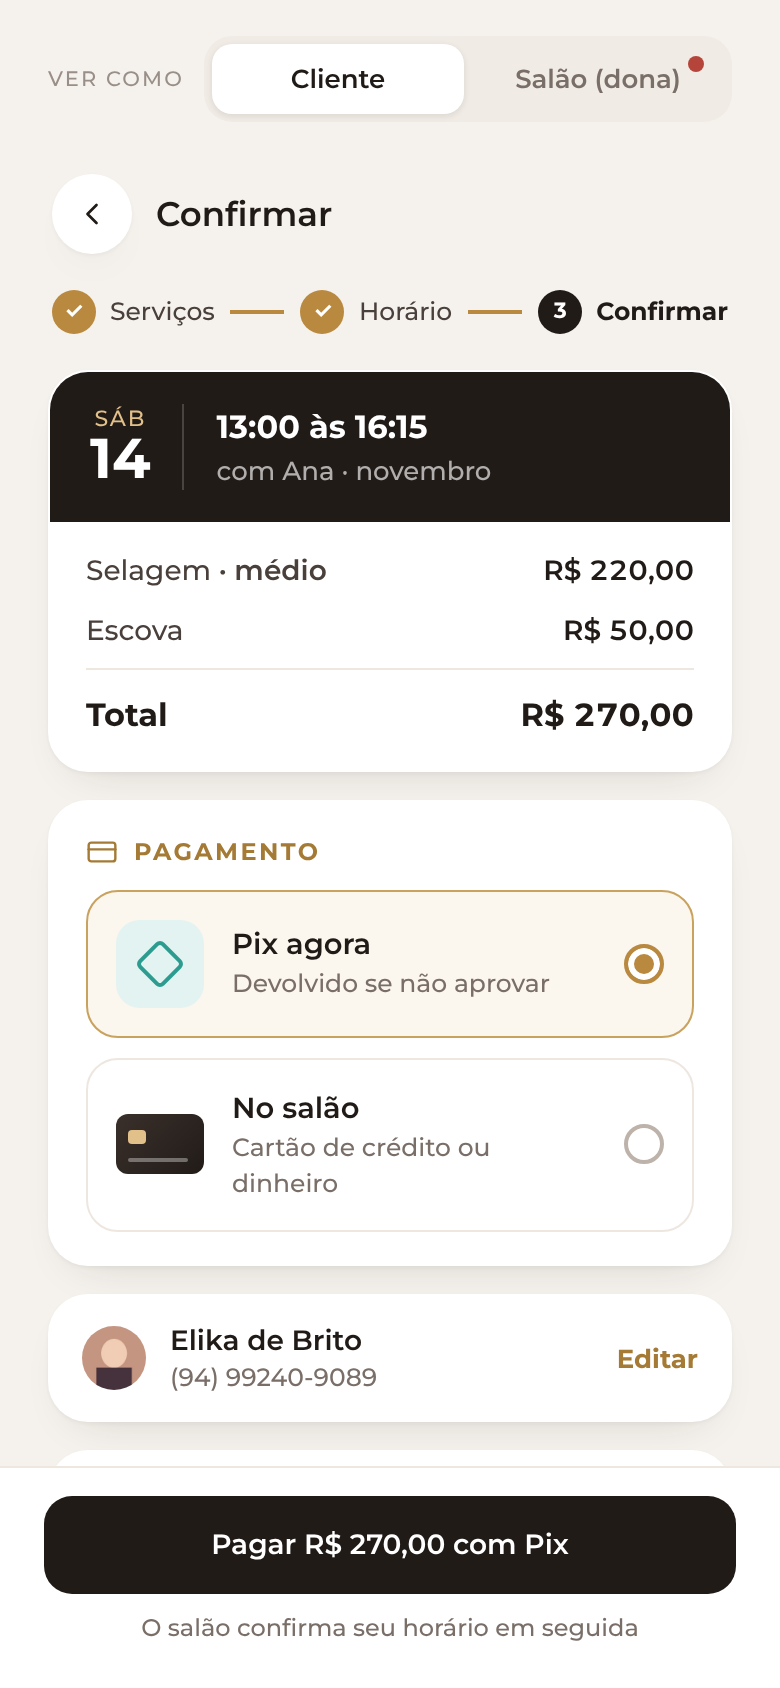 VER COMO
Cliente
Salão (dona)
Confirmar
Serviços
Horário
3 Confirmar
SÁB
14
13:00 às 16:15
com Ana · novembro
Selagem · médio R$ 220,00
Escova R$ 50,00
Total R$ 270,00
PAGAMENTO
Pix agora
Devolvido se não aprovar
No salão
Cartão de crédito ou
dinheiro
Elika de Brito
(94) 99240-9089
Editar
Pagar R$ 270,00 com Pix
O salão confirma seu horário em seguida